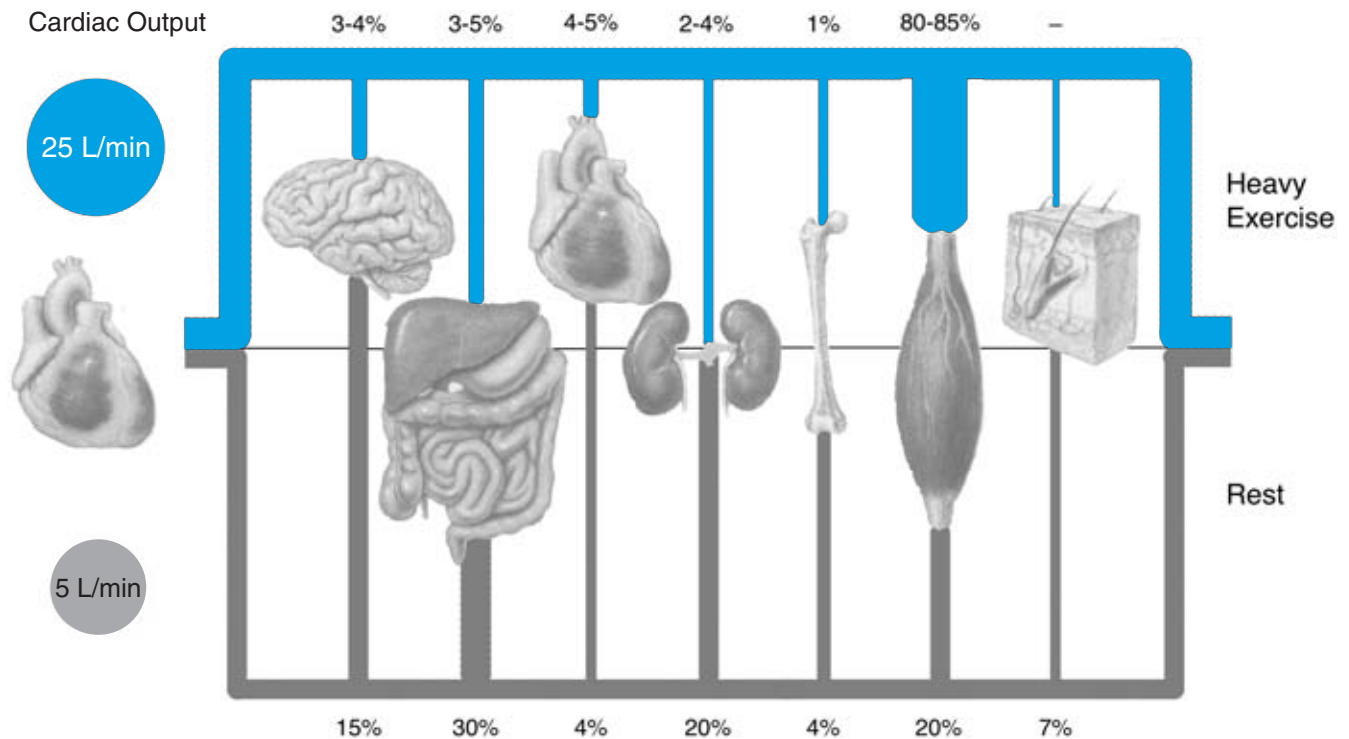 Cardiac Output 3-4% 3-5% 4-5% 2-4% 1% 80-85% –
25 L/min
Heavy
Exercise
Rest
5 L/min
15% 30% 4% 20% 4% 20% 7%